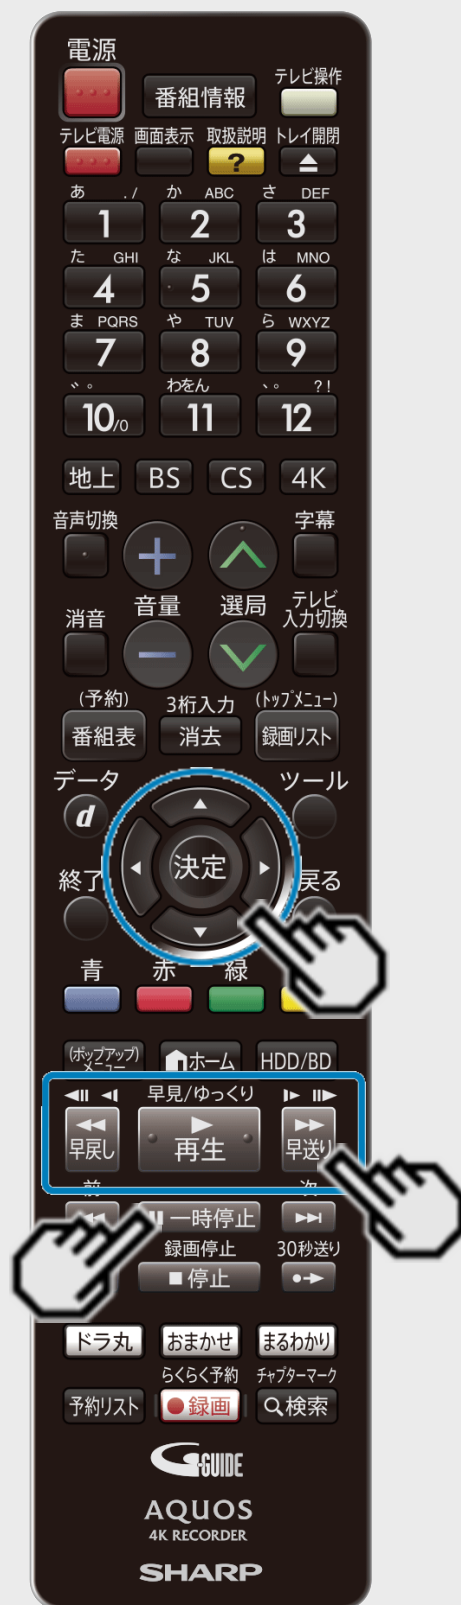 電源
番組情報
テレビ操作
テレビ電源 画面表示 取扱説明 トレイ開閉
?
あ ./ か ABC さ DEF
1 2 3
た GHI な JKL は MNO
4 5 6
ま PQRS や TUV ら WXYZ
7 8 9
゛゜ わをん 、。 ?!
10/0 11 12
地上 BS CS 4K
音声切換 字幕
+
消音 音量 選局 テレビ
入力切換
−
(予約) 3桁入力 (トップメニュー)
番組表 消去 録画リスト
データ ツール
d
決定
終了 戻る
青 赤 緑
(ポップアップ)
メニュー ホーム HDD/BD
早見/ゆっくり
早戻し 再生 早送り
前 次
一時停止
録画停止 30秒送り
停止
ドラ丸 おまかせ まるわかり
らくらく予約 チャプターマーク
予約リスト 録画 検索
G-GUIDE
AQUOS
4K RECORDER
SHARP